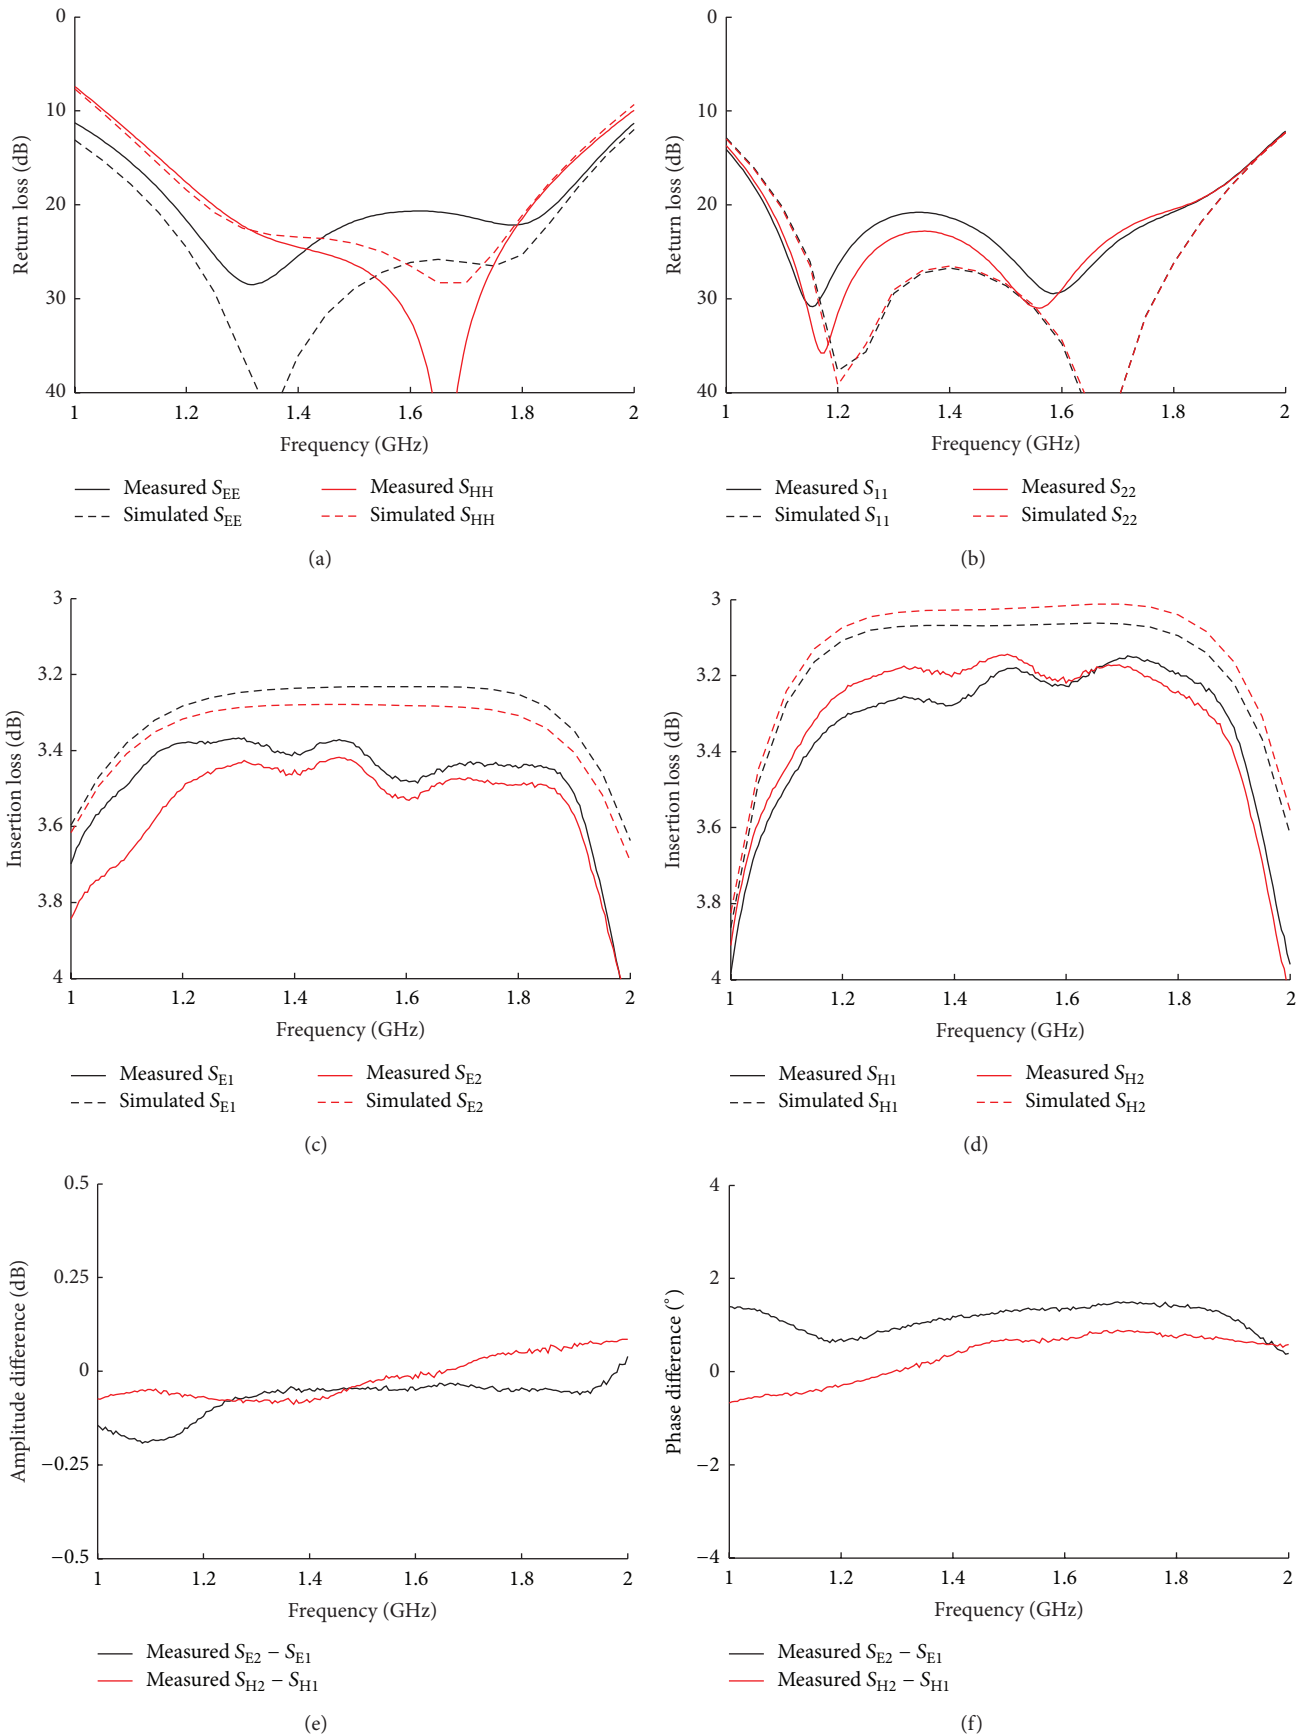 0
10
20
30
40
Return loss (dB)
1 1.2 1.4 1.6 1.8 2
Frequency (GHz)
Measured S_EE
Simulated S_EE
Measured S_HH
Simulated S_HH
(a)
0
10
20
30
40
Return loss (dB)
1 1.2 1.4 1.6 1.8 2
Frequency (GHz)
Measured S_11
Simulated S_11
Measured S_22
Simulated S_22
(b)
3
3.2
3.4
3.6
3.8
4
Insertion loss (dB)
1 1.2 1.4 1.6 1.8 2
Frequency (GHz)
Measured S_E1
Simulated S_E1
Measured S_E2
Simulated S_E2
(c)
3
3.2
3.4
3.6
3.8
4
Insertion loss (dB)
1 1.2 1.4 1.6 1.8 2
Frequency (GHz)
Measured S_H1
Simulated S_H1
Measured S_H2
Simulated S_H2
(d)
0.5
0.25
0
−0.25
−0.5
Amplitude difference (dB)
1 1.2 1.4 1.6 1.8 2
Frequency (GHz)
Measured S_E2 − S_E1
Measured S_H2 − S_H1
(e)
4
2
0
−2
−4
Phase difference (°)
1 1.2 1.4 1.6 1.8 2
Frequency (GHz)
Measured S_E2 − S_E1
Measured S_H2 − S_H1
(f)